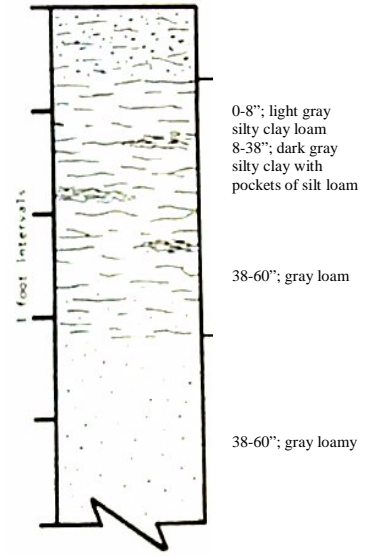 1 foot intervals
0-8”; light gray
silty clay loam
8-38”; dark gray
silty clay with
pockets of silt loam
38-60”; gray loam
38-60”; gray loamy